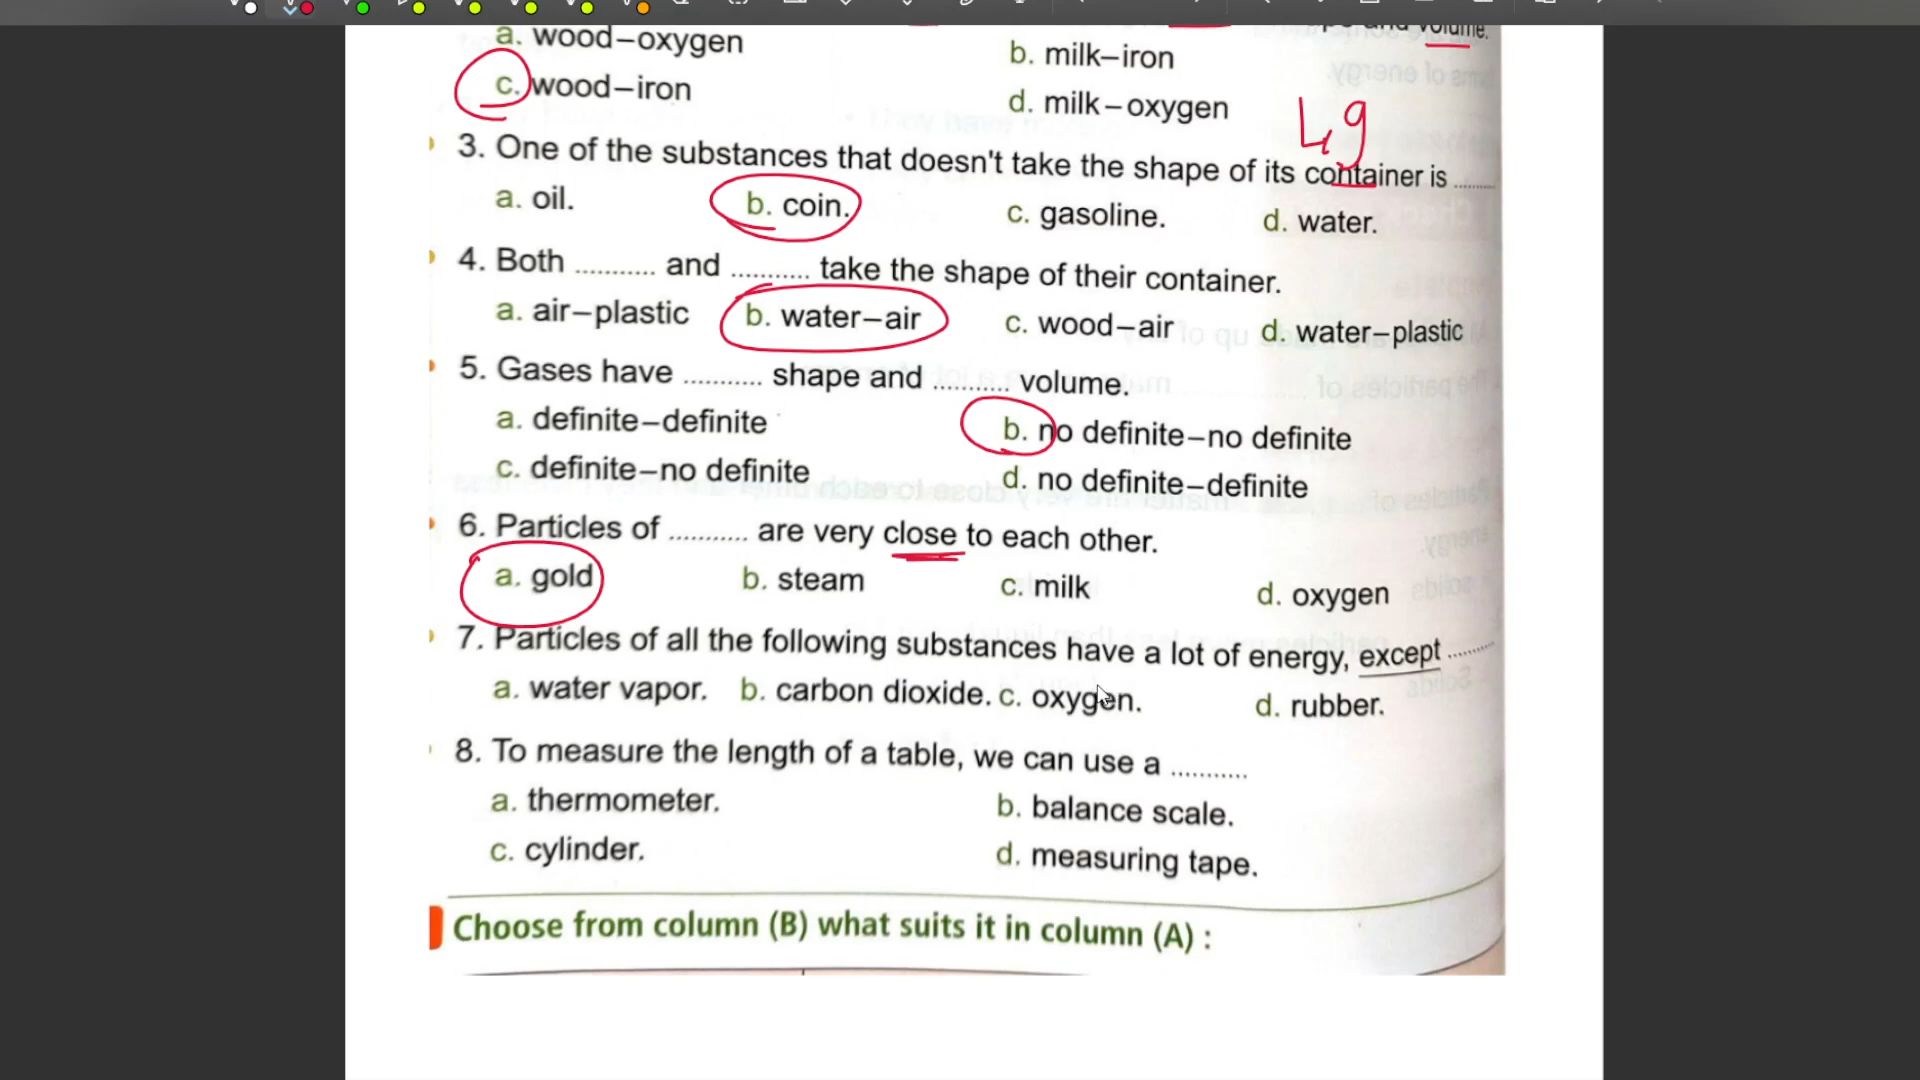 volume.
a. wood–oxygen
b. milk–iron
c. wood–iron
d. milk–oxygen
L, g
3. One of the substances that doesn't take the shape of its container is ..........
a. oil.
b. coin.
c. gasoline.
d. water.
4. Both ........... and ........... take the shape of their container.
a. air–plastic
b. water–air
c. wood–air
d. water–plastic
5. Gases have ........... shape and ........... volume.
a. definite–definite
b. no definite–no definite
c. definite–no definite
d. no definite–definite
6. Particles of ........... are very close to each other.
a. gold
b. steam
c. milk
d. oxygen
7. Particles of all the following substances have a lot of energy, except ..........
a. water vapor.
b. carbon dioxide.
c. oxygen.
d. rubber.
8. To measure the length of a table, we can use a ...........
a. thermometer.
b. balance scale.
c. cylinder.
d. measuring tape.
Choose from column (B) what suits it in column (A) :